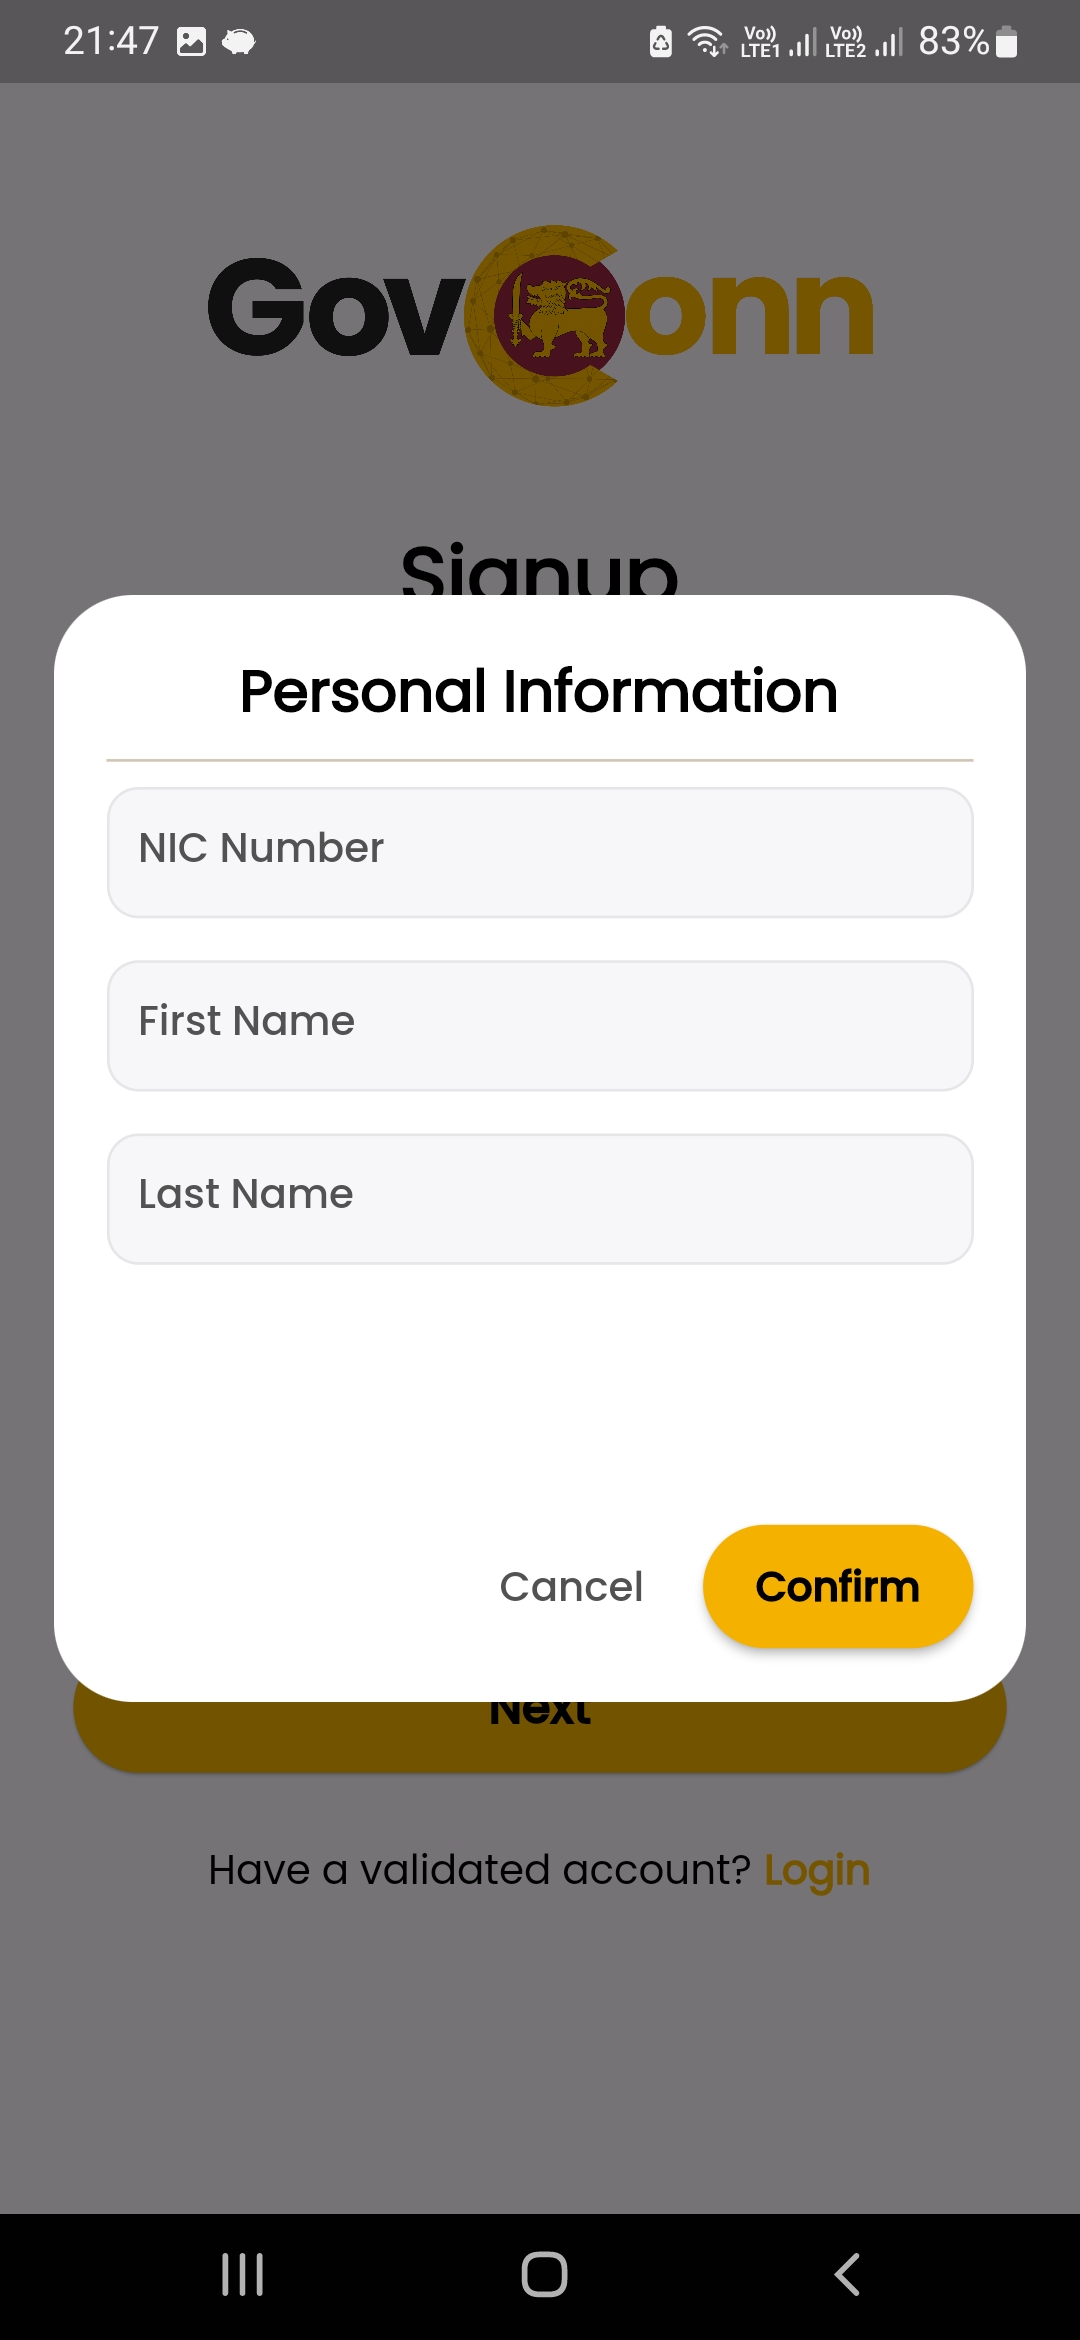 21:47
Vo)) LTE1 Vo)) LTE2 83%
GovConn
Signup
Personal Information
NIC Number
First Name
Last Name
Cancel
Confirm
Next
Have a validated account? Login